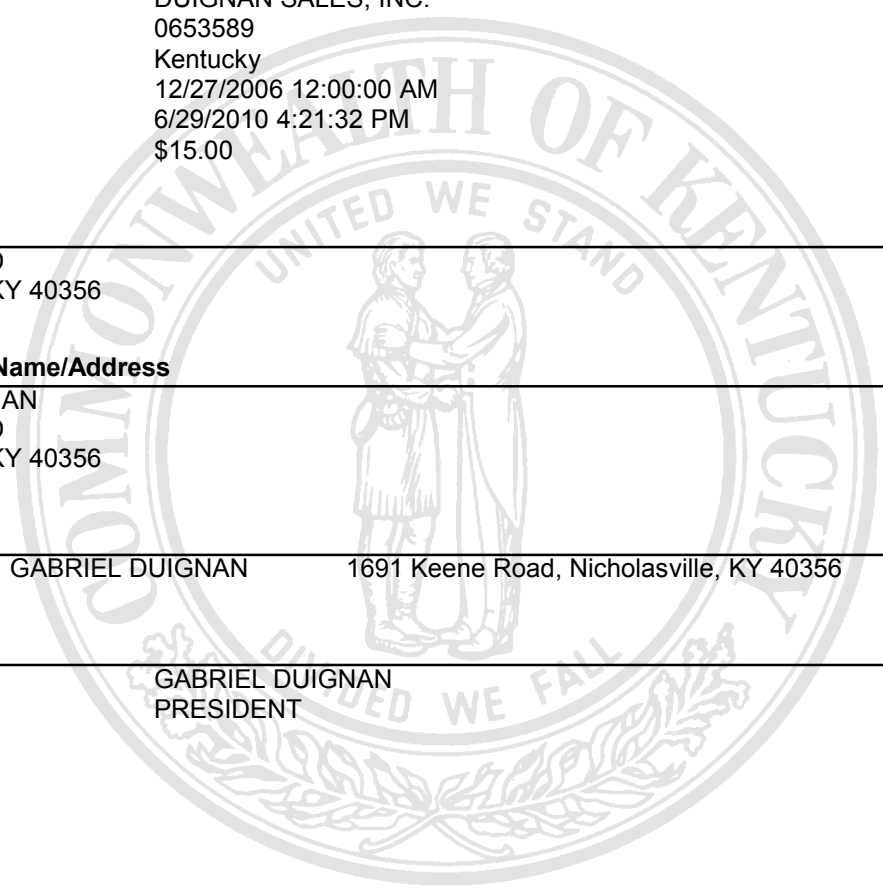 DUIGNAN SALES, INC.
0653589
Kentucky
12/27/2006 12:00:00 AM
6/29/2010 4:21:32 PM
$15.00
COMMONWEALTH OF KENTUCKY
UNITED WE STAND
KY 40356
Name/Address
KY 40356
GABRIEL DUIGNAN 1691 Keene Road, Nicholasville, KY 40356
GABRIEL DUIGNAN
PRESIDENT
DIVIDED WE FALL